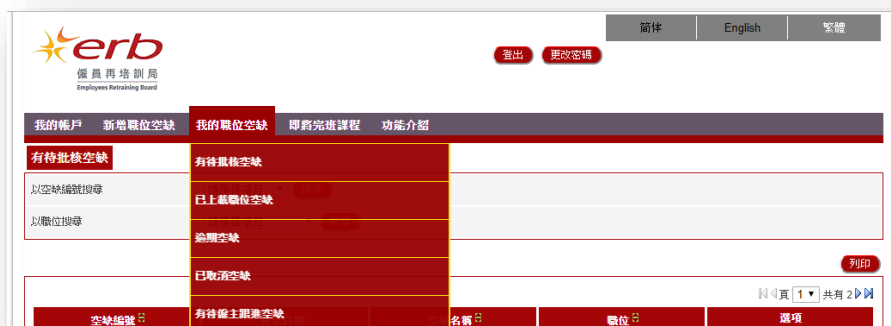 简体 English 繁體
erb
僱員再培訓局
Employees Retraining Board
登出 更改密碼
我的帳戶 新增職位空缺 我的職位空缺 即將完班課程 功能介紹
有待批核空缺
有待批核空缺
以空缺編號搜尋
已上載職位空缺
以職位搜尋
逾期空缺
列印
已取消空缺
頁 1 共有 2
有待僱主跟進空缺
空缺編號 名稱 職位 選項